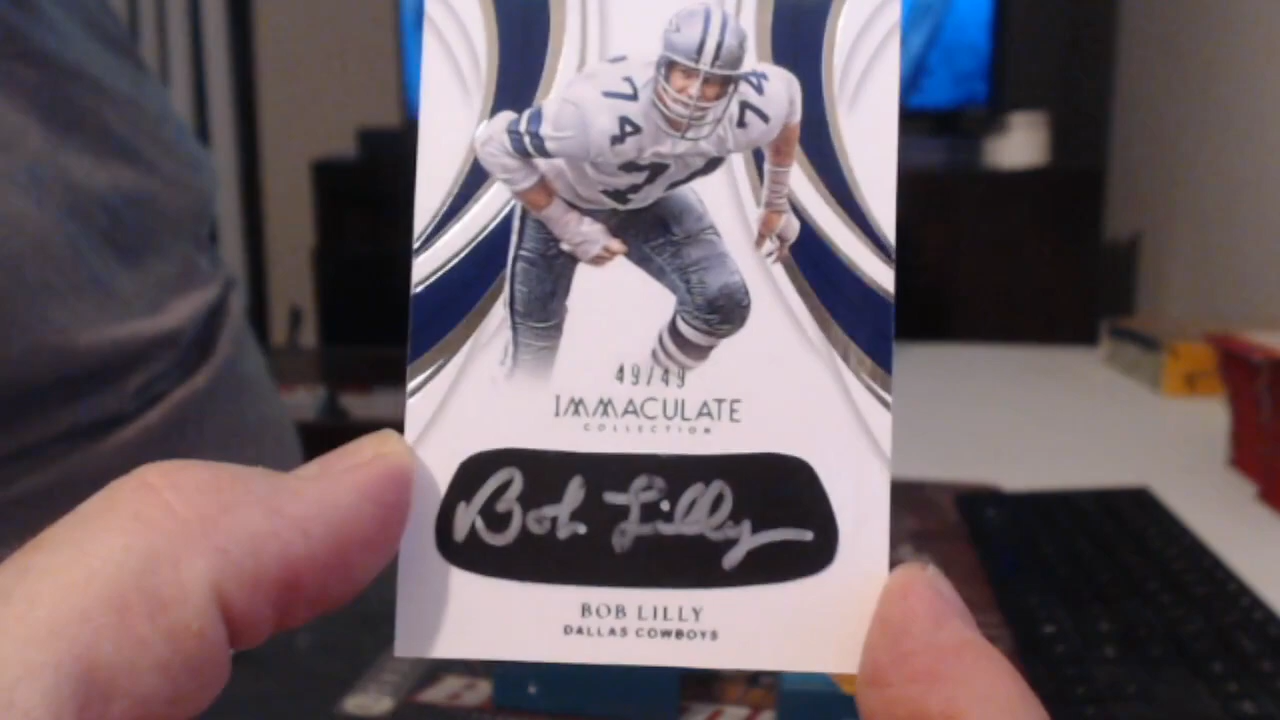 74
74
74
49/49
IMMACULATE
COLLECTION
Bob Lilly
BOB LILLY
DALLAS COWBOYS